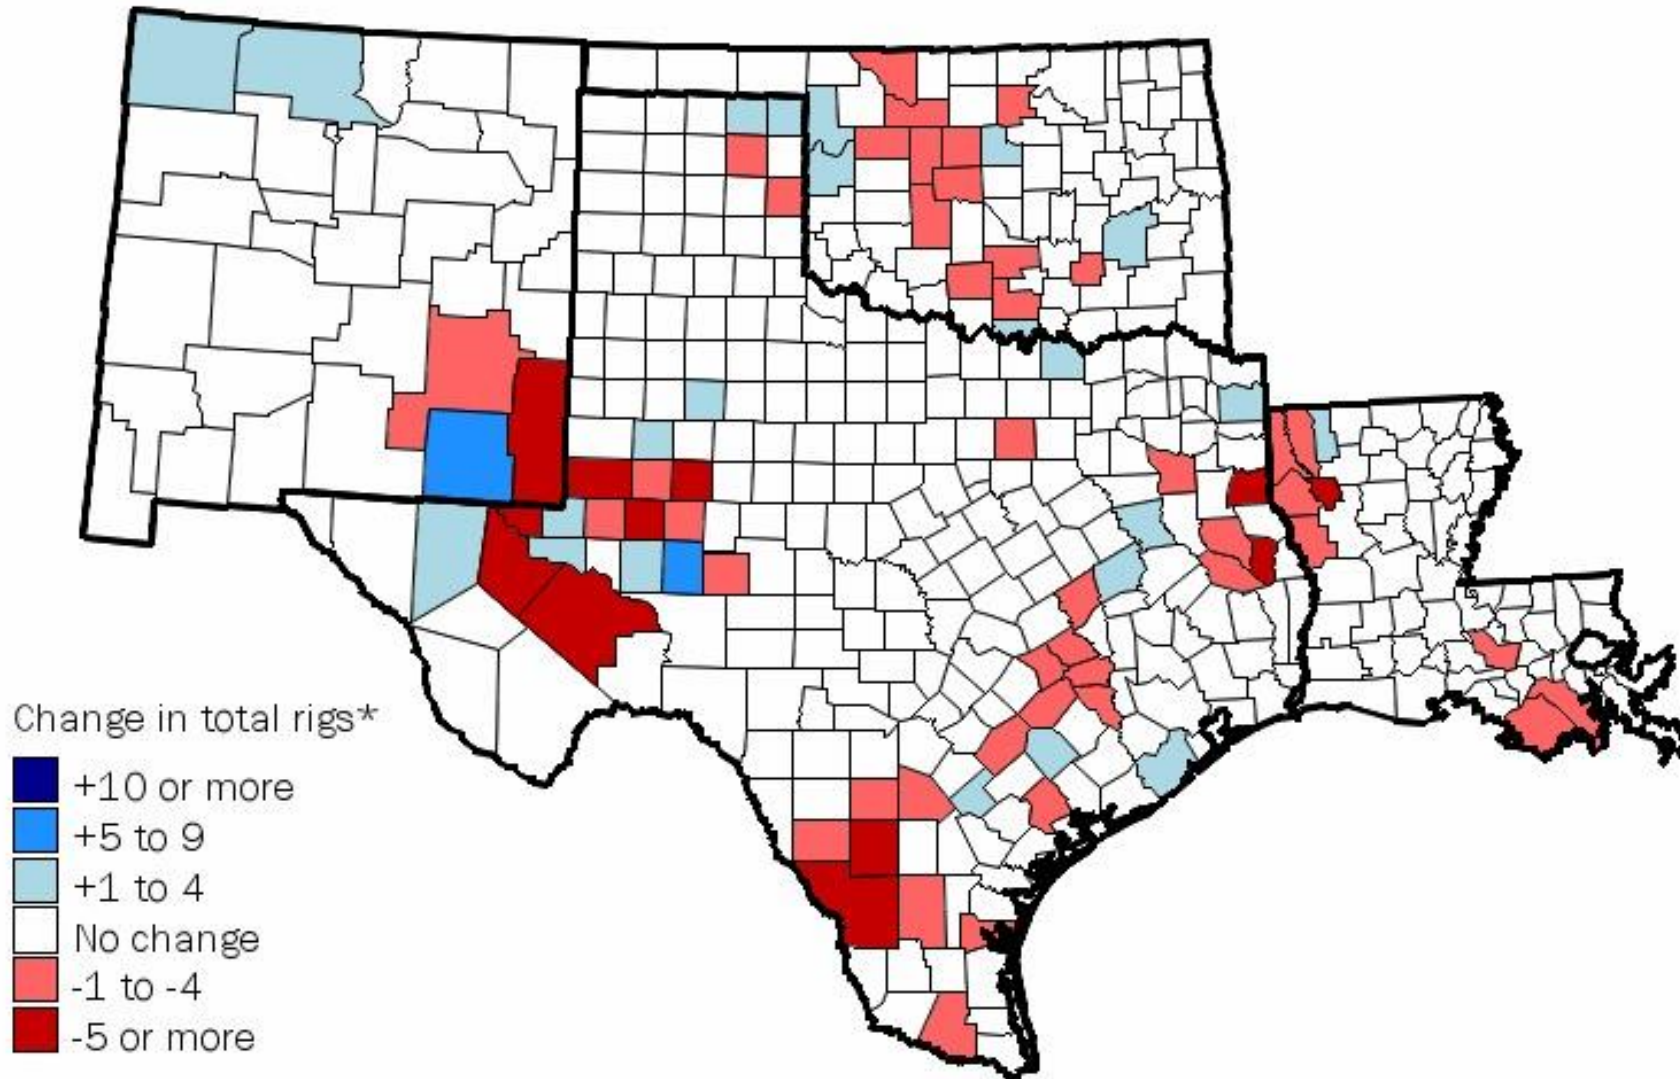 Change in total rigs*
+10 or more
+5 to 9
+1 to 4
No change
-1 to -4
-5 or more